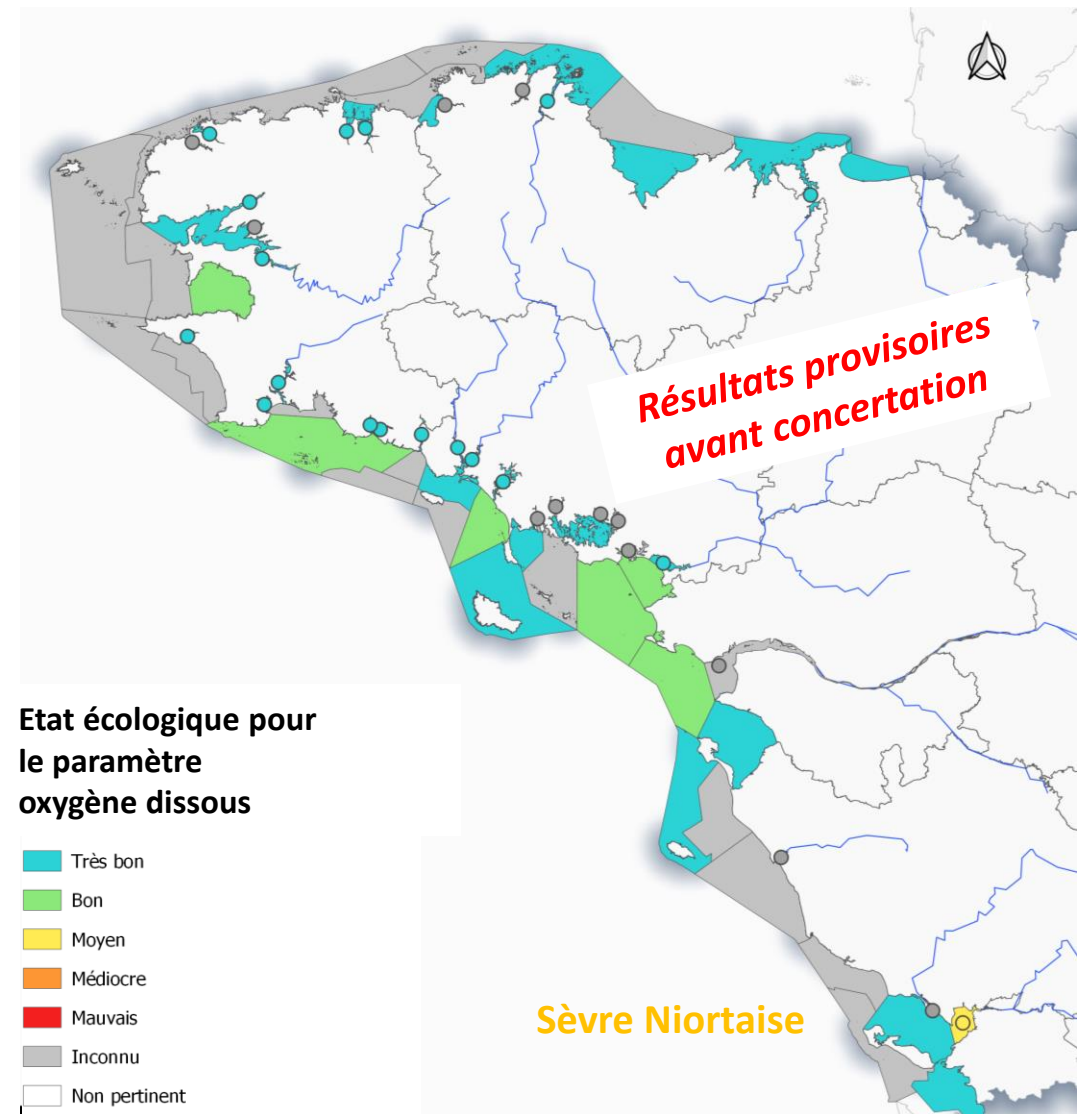 Résultats provisoires
avant concertation
Etat écologique pour
le paramètre
oxygène dissous
Très bon
Bon
Moyen
Médiocre
Mauvais
Inconnu
Non pertinent
Sèvre Niortaise